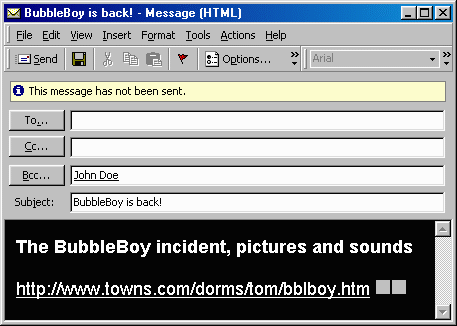 BubbleBoy is back! - Message (HTML)
File Edit View Insert Format Tools Actions Help
Send Options... Arial
This message has not been sent.
To...
Cc...
Bcc... John Doe
Subject: BubbleBoy is back!
The BubbleBoy incident, pictures and sounds
http://www.towns.com/dorms/tom/bblboy.htm